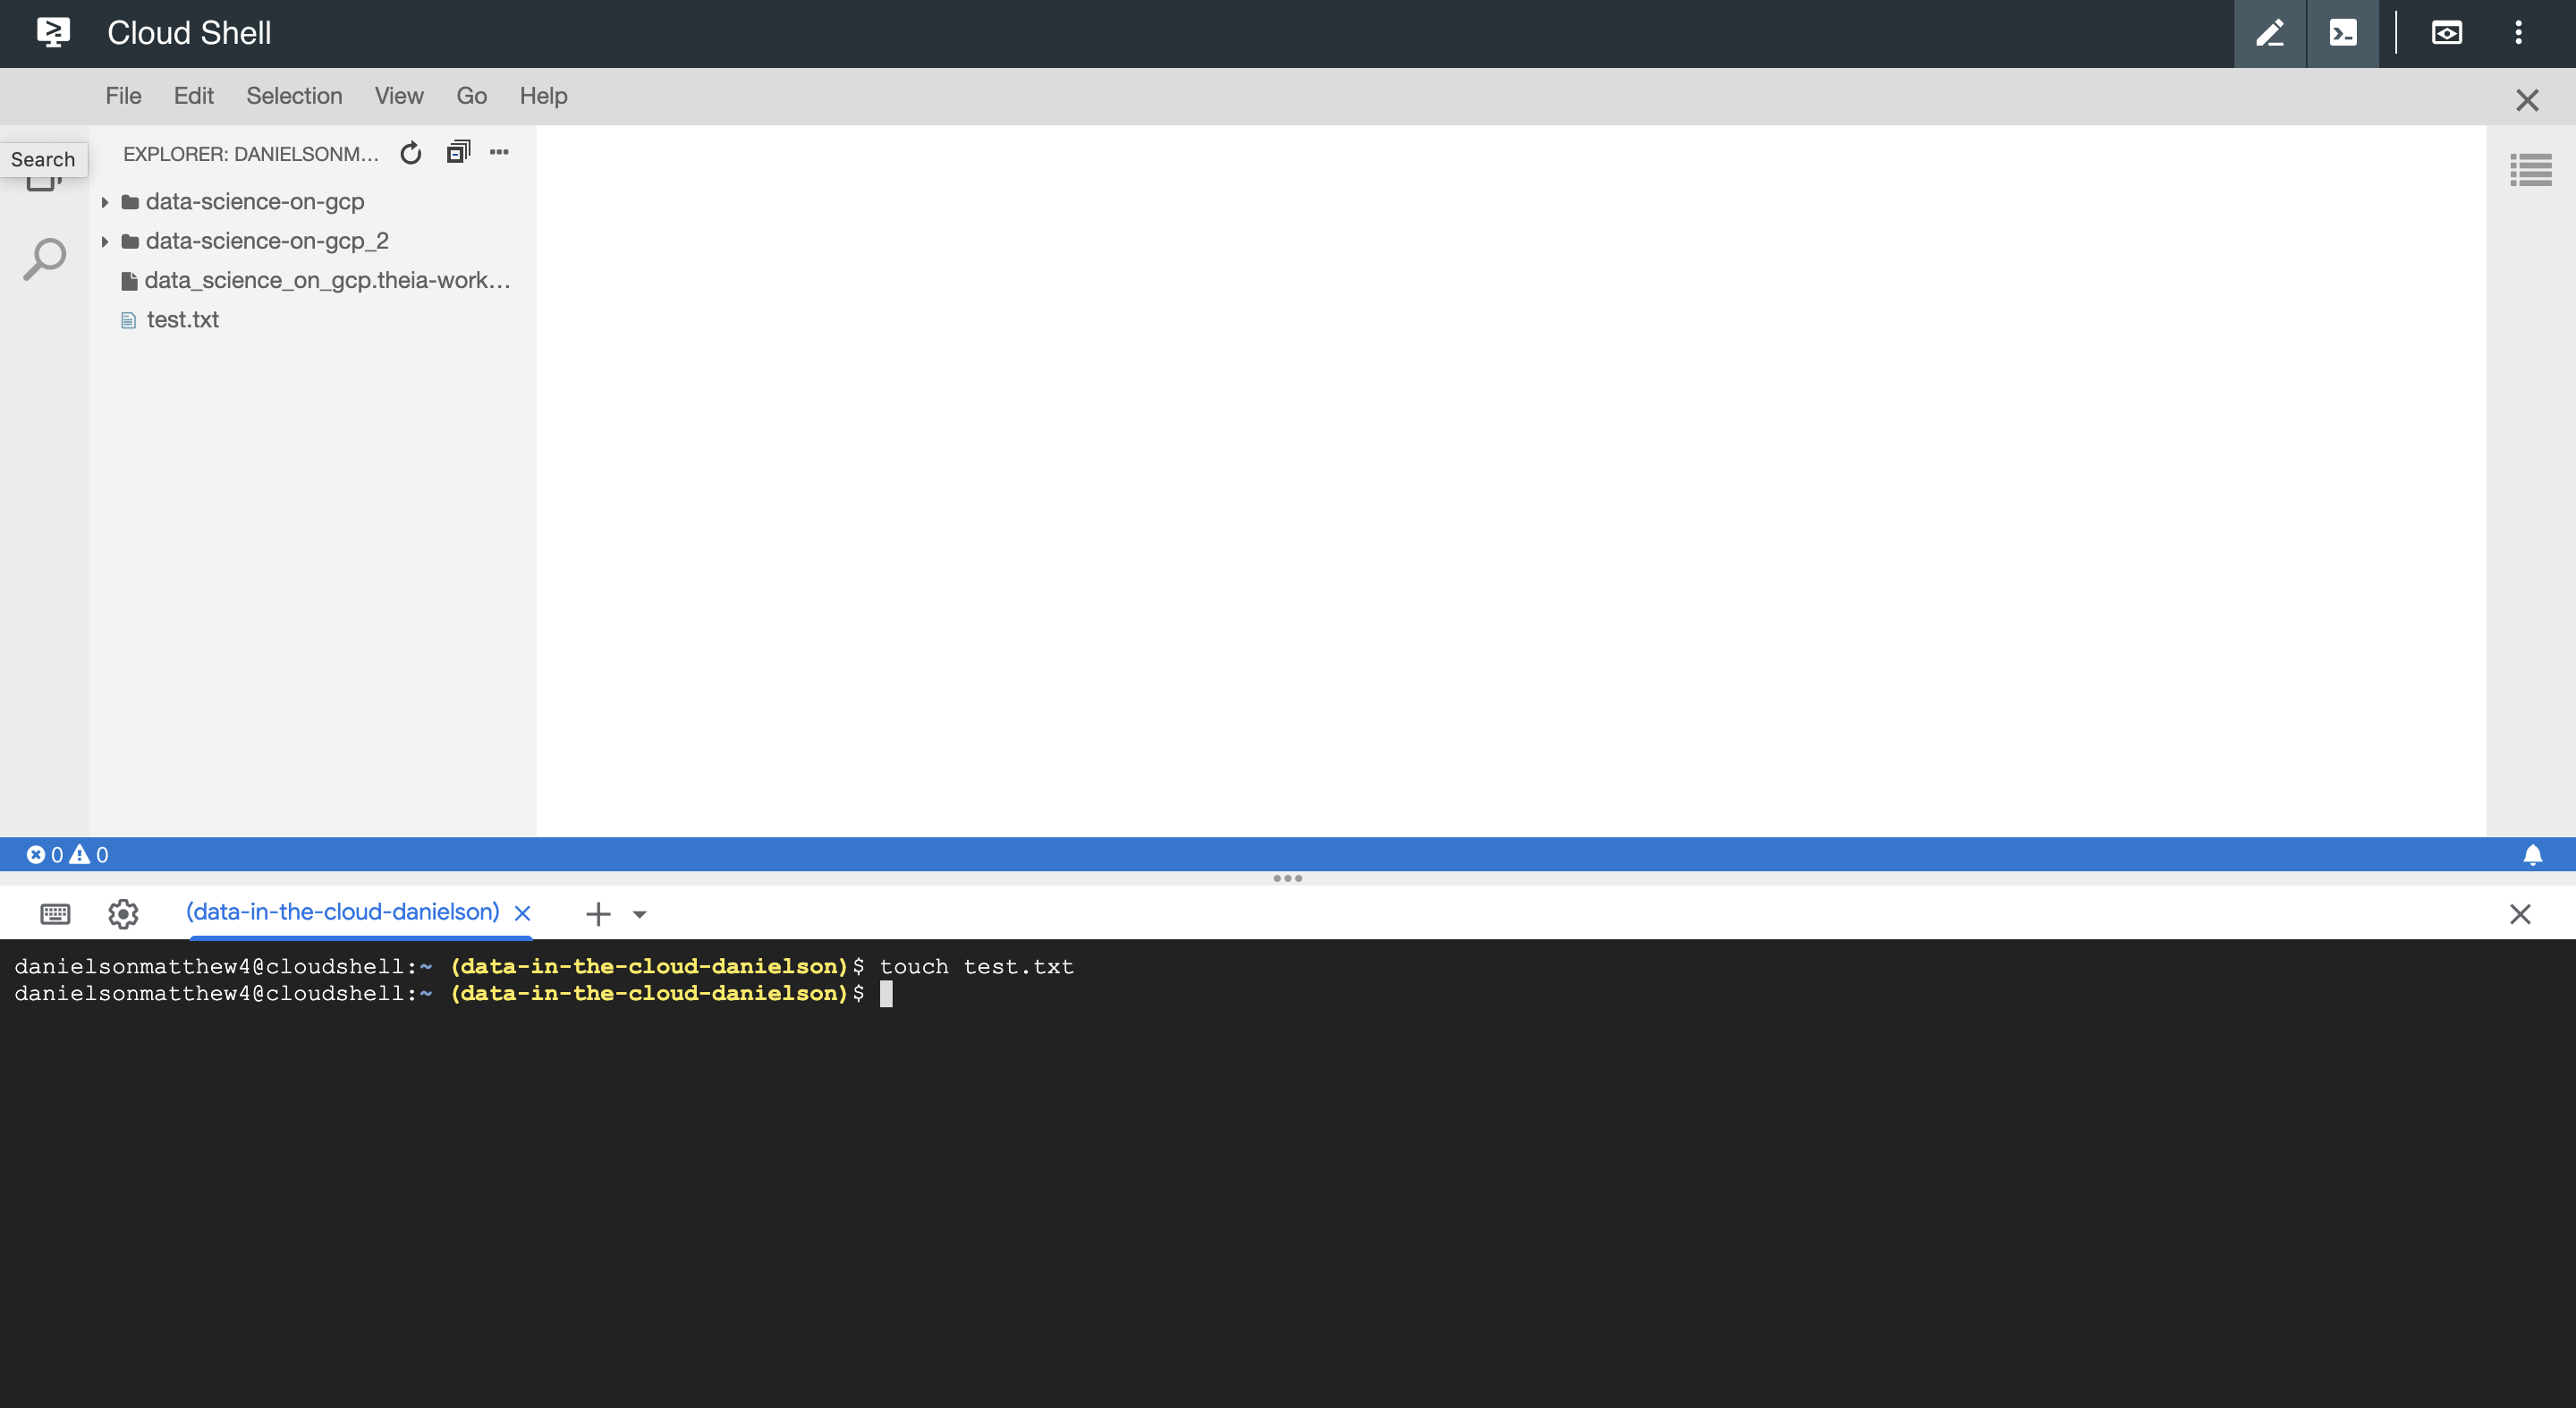 Cloud Shell
File Edit Selection View Go Help
Search
EXPLORER: DANIELSONM...
data-science-on-gcp
data-science-on-gcp_2
data_science_on_gcp.theia-work...
test.txt
0 0
(data-in-the-cloud-danielson)
danielsonmatthew4@cloudshell:~ (data-in-the-cloud-danielson)$ touch test.txt
danielsonmatthew4@cloudshell:~ (data-in-the-cloud-danielson)$